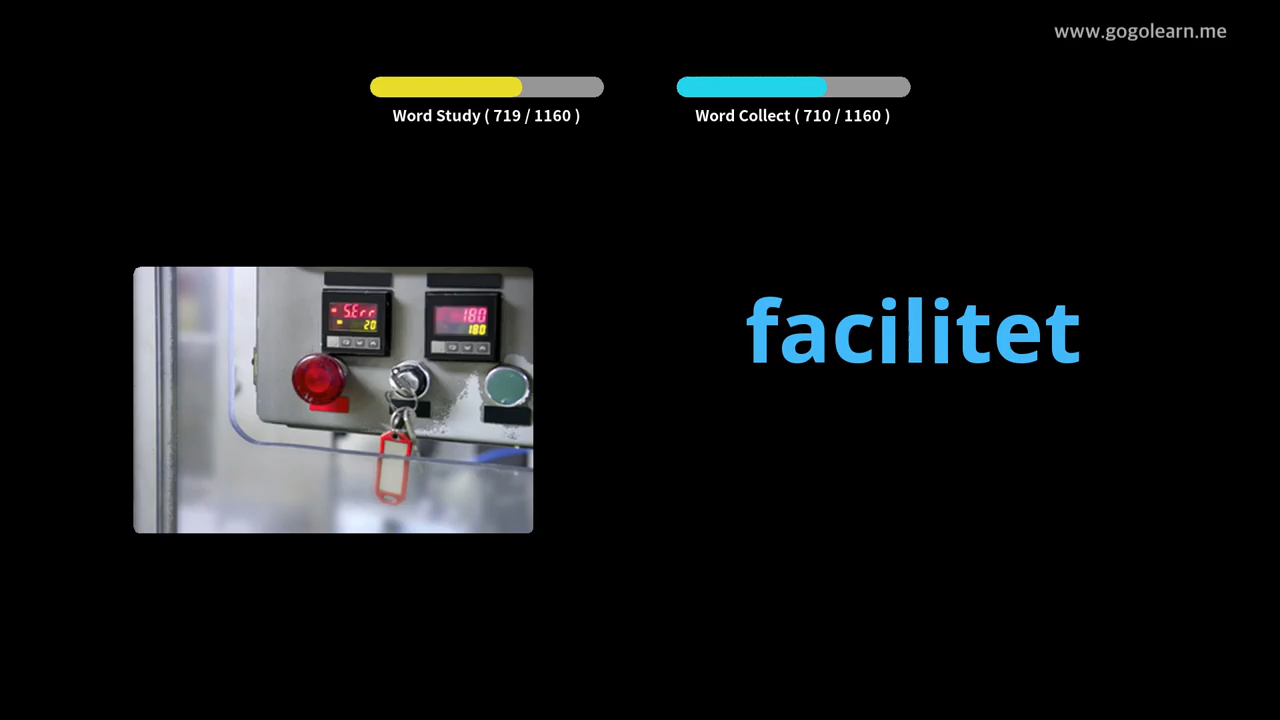 www.gogolearn.me
Word Study ( 719 / 1160 )
Word Collect ( 710 / 1160 )
facilitet
SErr
20
180
180